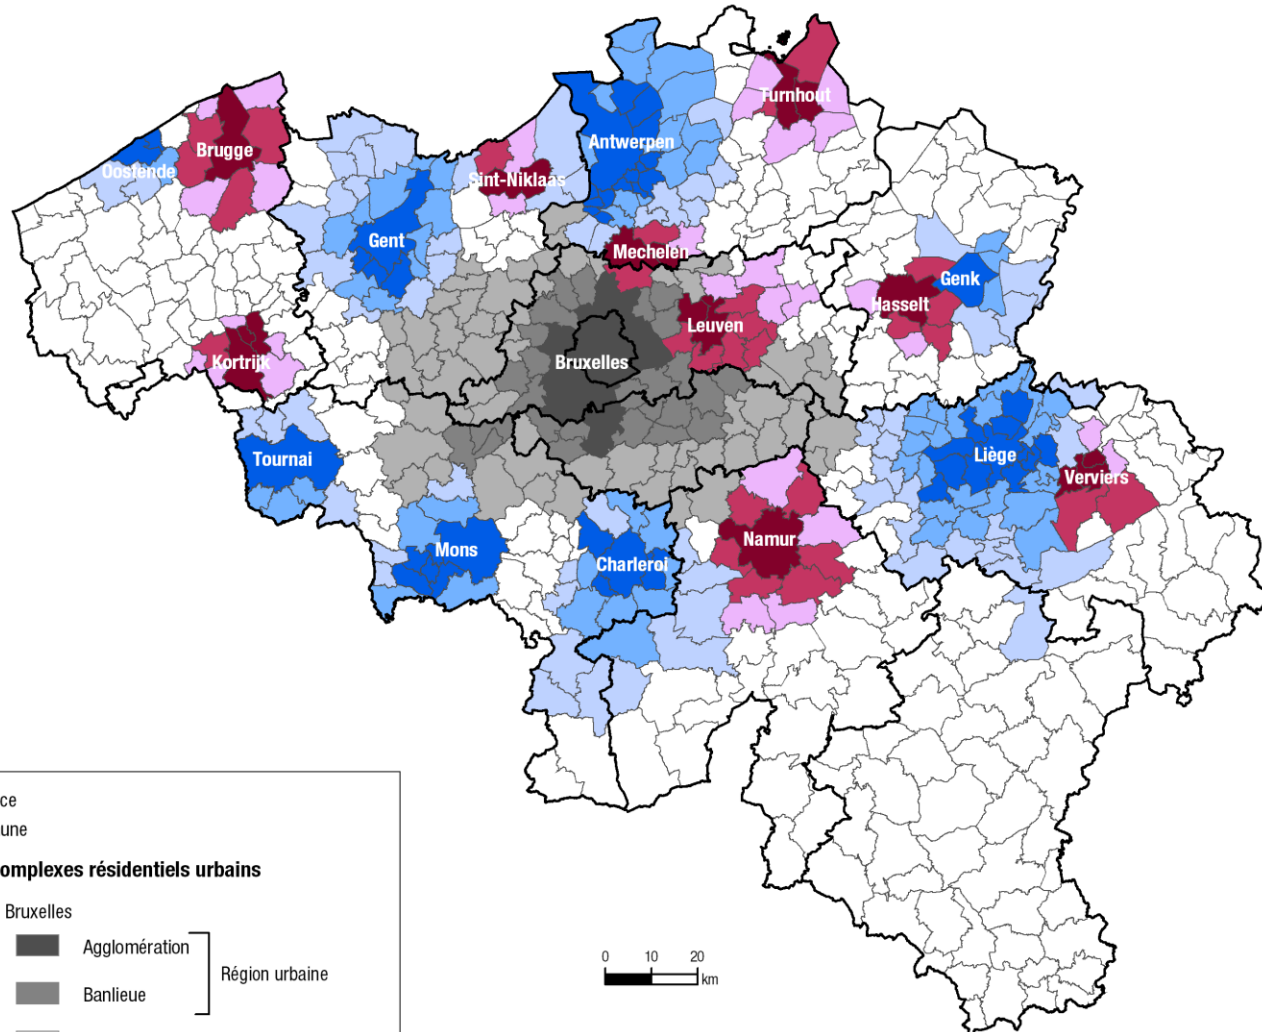 Turnhout
Antwerpen
Brugge
Oostende
Sint-Niklaas
Gent
Mechelen
Genk
Hasselt
Leuven
Kortrijk
Bruxelles
Tournai
Liège
Verviers
Mons
Namur
Charleroi
ce
une
omplexes résidentiels urbains
Bruxelles
Agglomération
Région urbaine
Banlieue
0 10 20
km